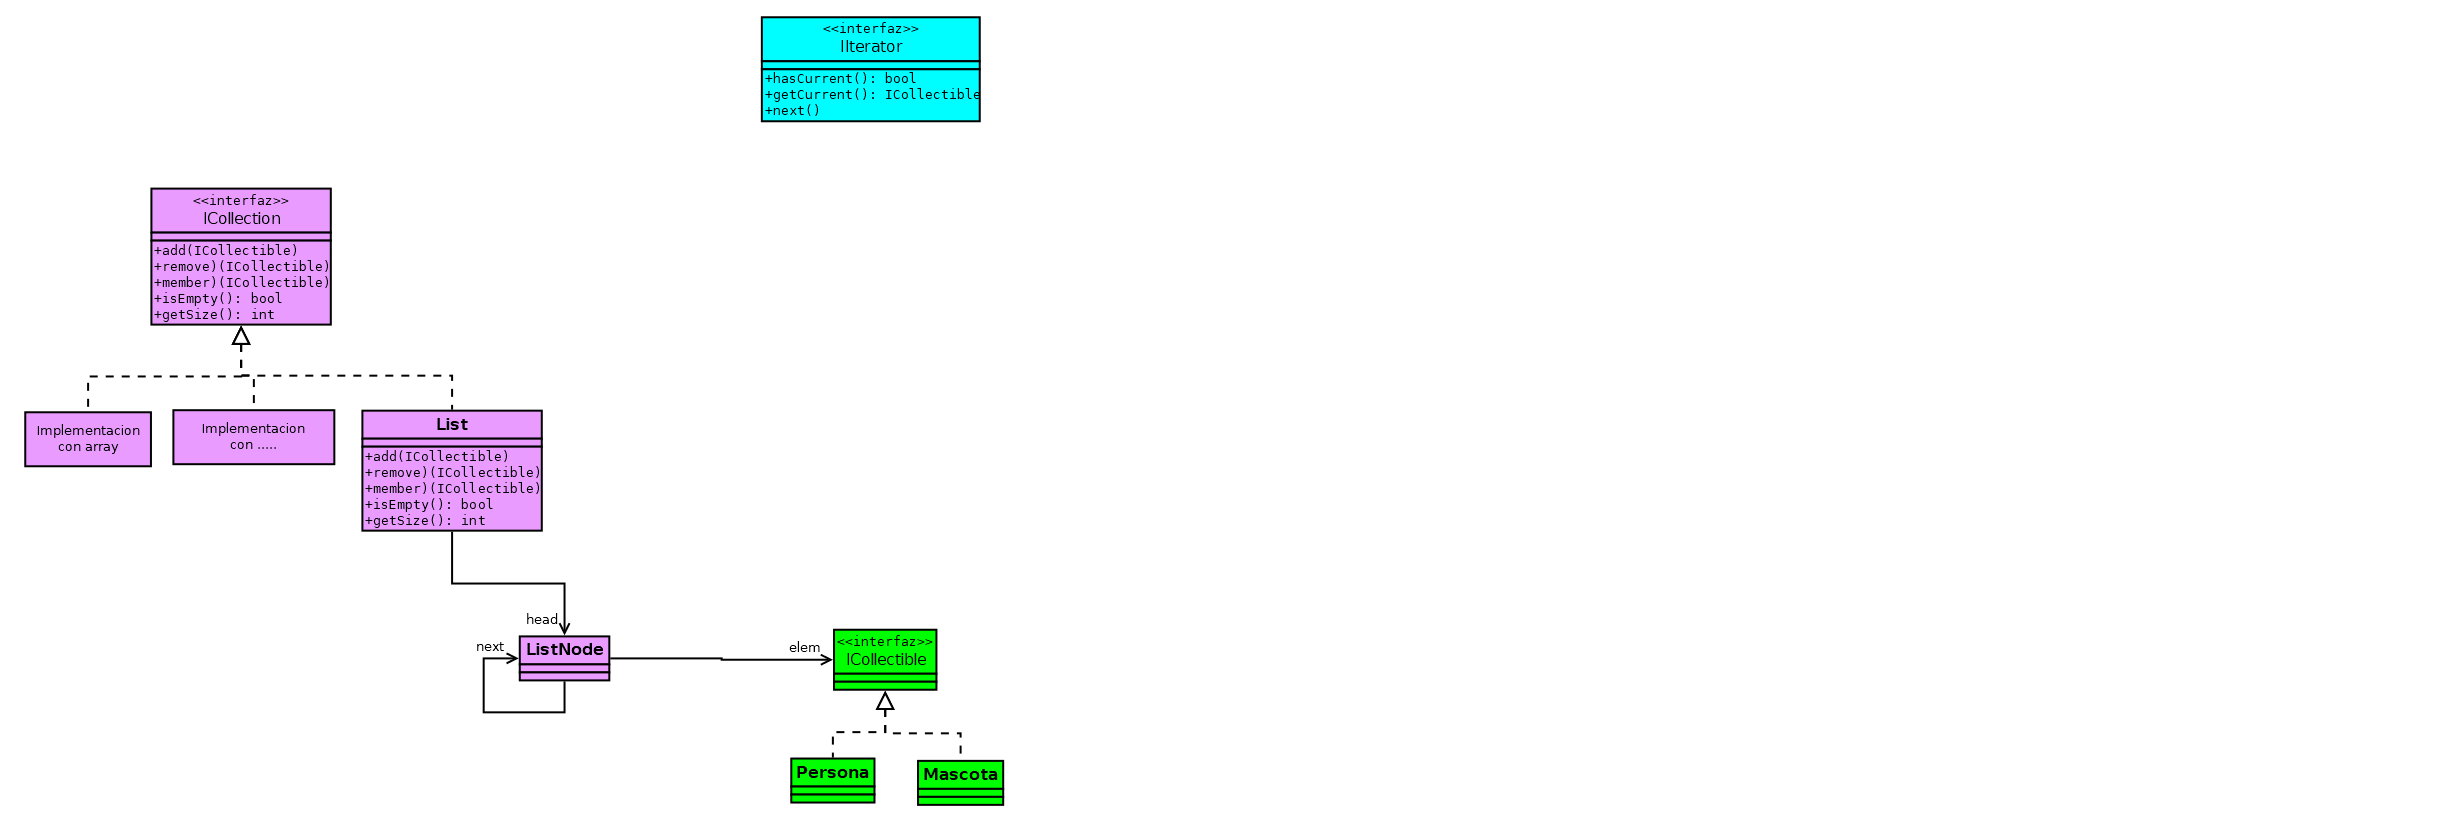 <<interfaz>>
IIterator
+hasCurrent(): bool
+getCurrent(): ICollectible
+next()
<<interfaz>>
ICollection
+add(ICollectible)
+remove)(ICollectible)
+member)(ICollectible)
+isEmpty(): bool
+getSize(): int
Implementacion
con array
Implementacion
con .....
List
+add(ICollectible)
+remove)(ICollectible)
+member)(ICollectible)
+isEmpty(): bool
+getSize(): int
head
next
ListNode
elem
<<interfaz>>
ICollectible
Persona
Mascota